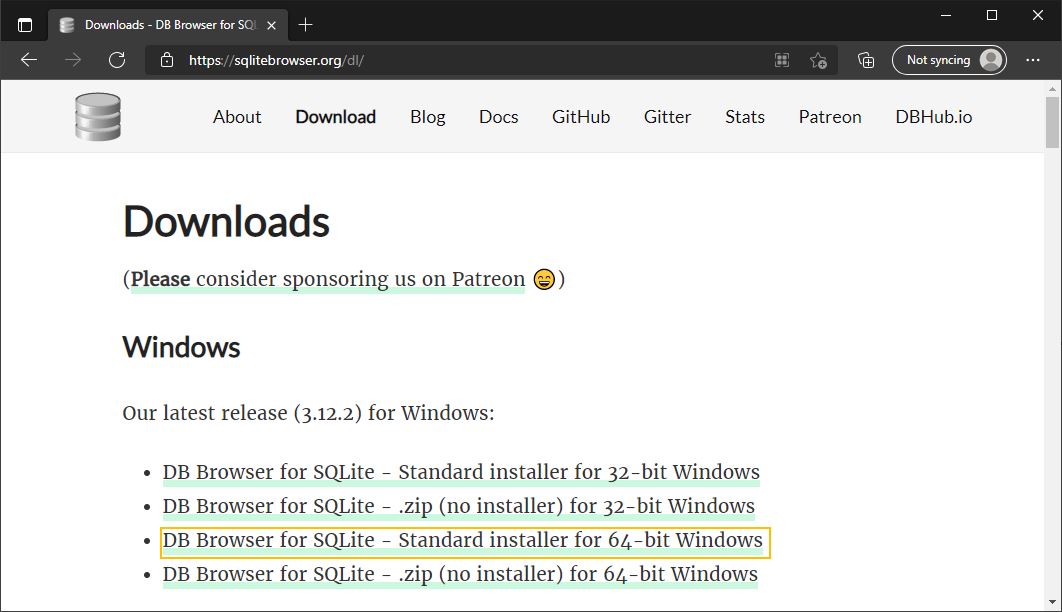 Downloads - DB Browser for SQL
https://sqlitebrowser.org/dl/
Not syncing
About Download Blog Docs GitHub Gitter Stats Patreon DBHub.io
Downloads
(Please consider sponsoring us on Patreon 😄)
Windows
Our latest release (3.12.2) for Windows:
• DB Browser for SQLite - Standard installer for 32-bit Windows
• DB Browser for SQLite - .zip (no installer) for 32-bit Windows
• DB Browser for SQLite - Standard installer for 64-bit Windows
• DB Browser for SQLite - .zip (no installer) for 64-bit Windows